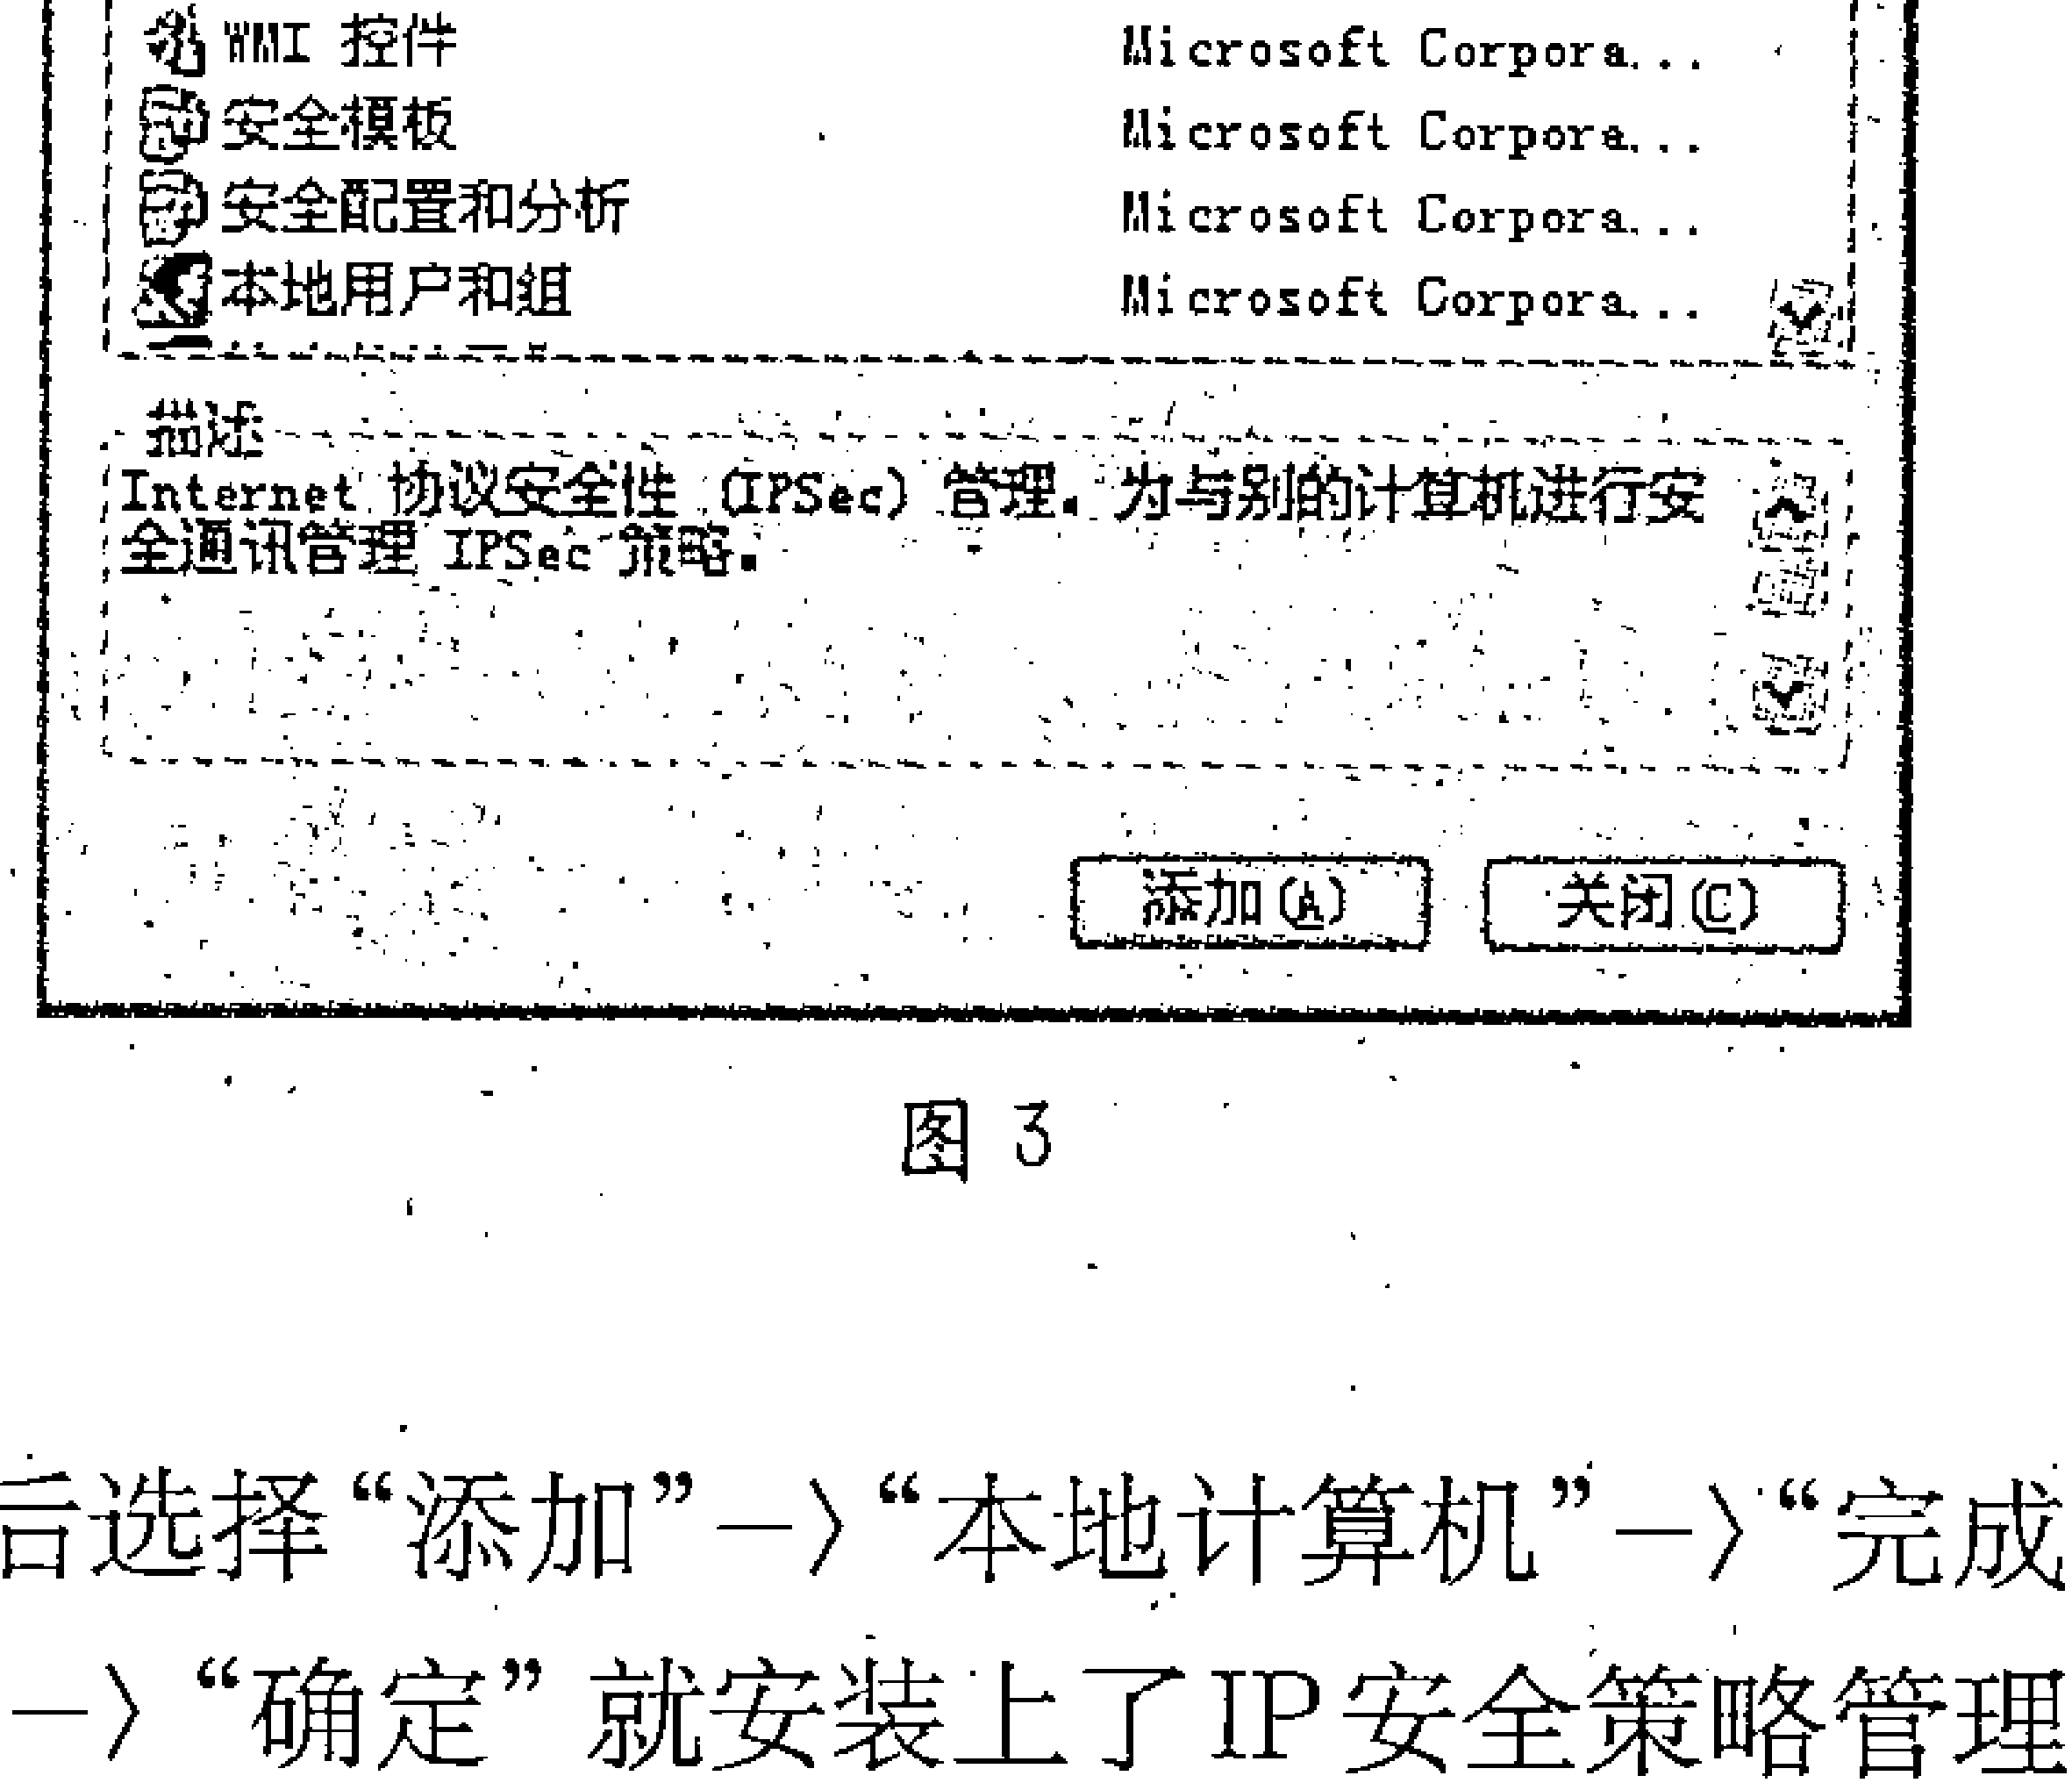 WMI 控件 Microsoft Corpora...
安全模板 Microsoft Corpora...
安全配置和分析 Microsoft Corpora...
本地用户和组 Microsoft Corpora...
描述
Internet 协议安全性 (IPSec) 管理。为与别的计算机进行安
全通讯管理 IPSec 策略。
添加(A) 关闭(C)
图 3
后选择“添加”—〉“本地计算机”—〉“完成
—〉“确定”就安装上了IP安全策略管理